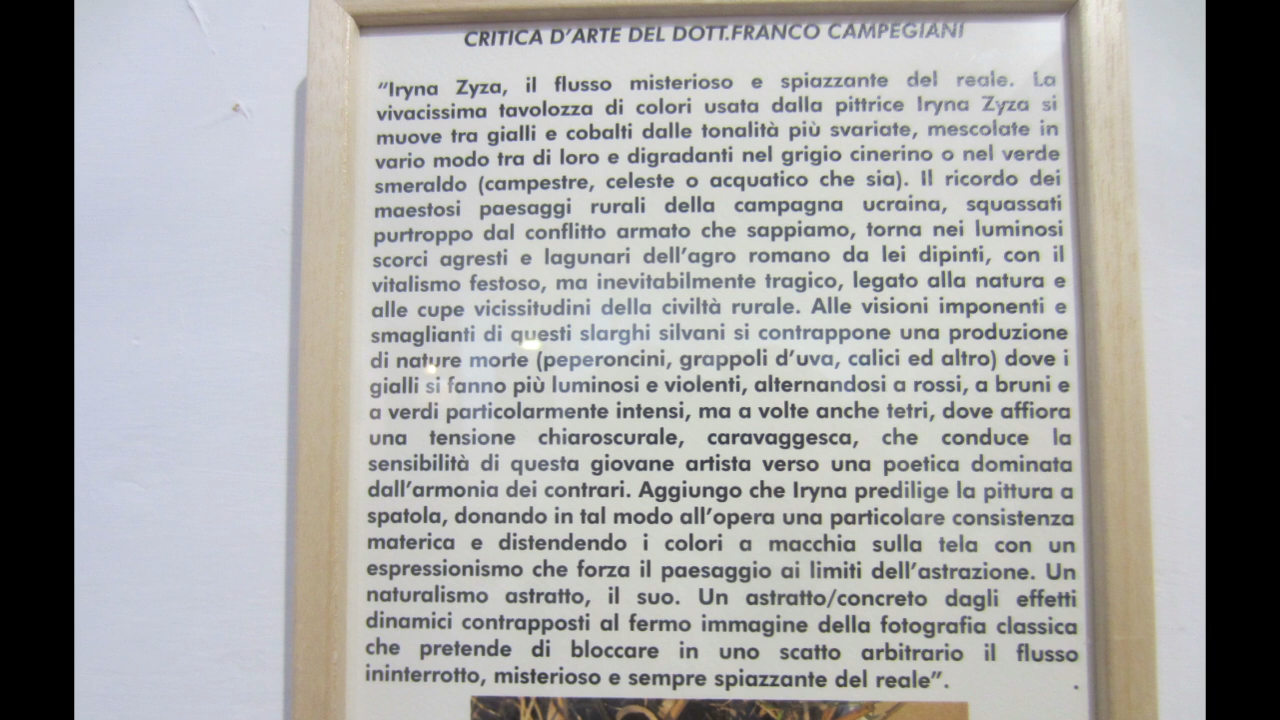 CRITICA D'ARTE DEL DOTT.FRANCO CAMPEGIANI
“Iryna Zyza, il flusso misterioso e spiazzante del reale. La
vivacissima tavolozza di colori usata dalla pittrice Iryna Zyza si
muove tra gialli e cobalti dalle tonalità più svariate, mescolate in
vario modo tra di loro e digradanti nel grigio cinerino o nel verde
smeraldo (campestre, celeste o acquatico che sia). Il ricordo dei
maestosi paesaggi rurali della campagna ucraina, squassati
purtroppo dal conflitto armato che sappiamo, torna nei luminosi
scorci agresti e lagunari dell'agro romano da lei dipinti, con il
vitalismo festoso, ma inevitabilmente tragico, legato alla natura e
alle cupe vicissitudini della civiltà rurale. Alle visioni imponenti e
smaglianti di questi slarghi silvani si contrappone una produzione
di nature morte (peperoncini, grappoli d'uva, calici ed altro) dove i
gialli si fanno più luminosi e violenti, alternandosi a rossi, a bruni e
a verdi particolarmente intensi, ma a volte anche tetri, dove affiora
una tensione chiaroscurale, caravaggesca, che conduce la
sensibilità di questa giovane artista verso una poetica dominata
dall'armonia dei contrari. Aggiungo che Iryna predilige la pittura a
spatola, donando in tal modo all'opera una particolare consistenza
materica e distendendo i colori a macchia sulla tela con un
espressionismo che forza il paesaggio ai limiti dell'astrazione. Un
naturalismo astratto, il suo. Un astratto/concreto dagli effetti
dinamici contrapposti al fermo immagine della fotografia classica
che pretende di bloccare in uno scatto arbitrario il flusso
ininterrotto, misterioso e sempre spiazzante del reale”. .